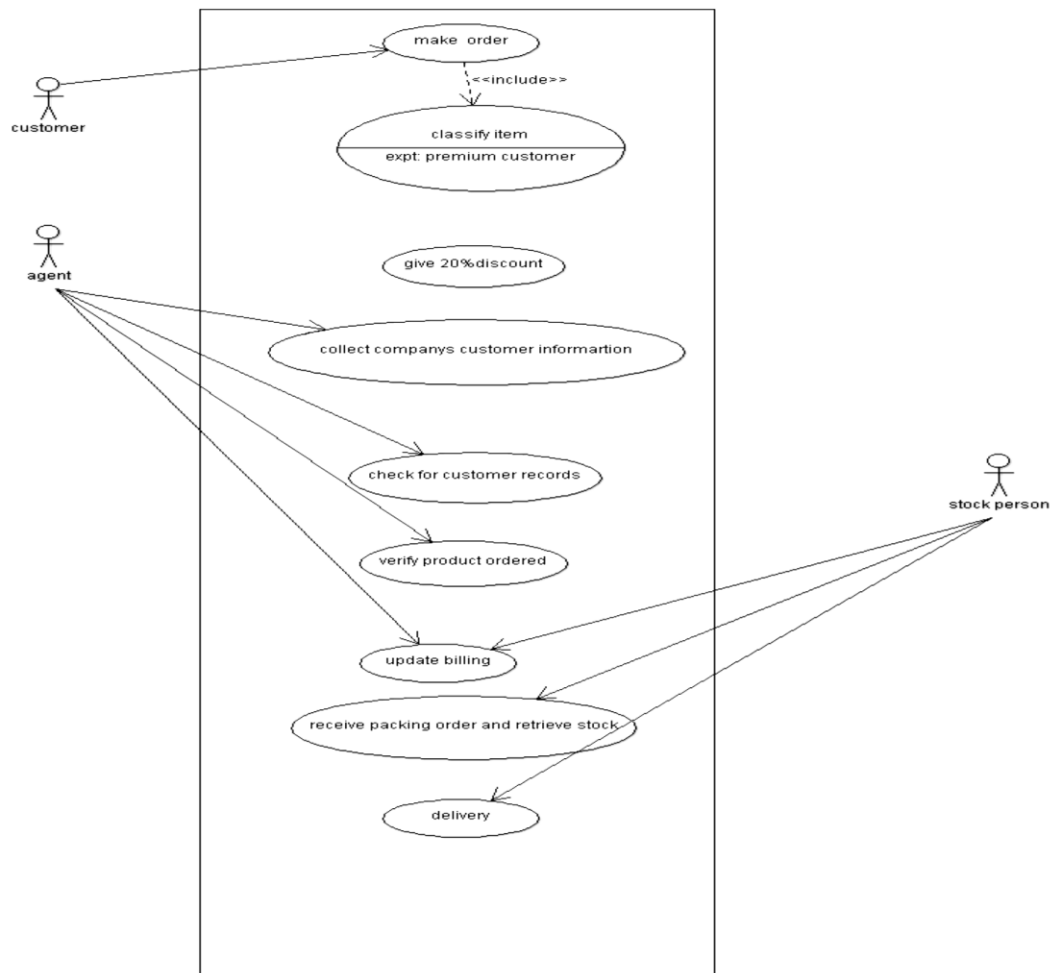 make order
<<include>>
customer
classify item
expt: premium customer
agent
give 20%discount
collect companys customer informartion
check for customer records
stock person
verify product ordered
update billing
receive packing order and retrieve stock
delivery